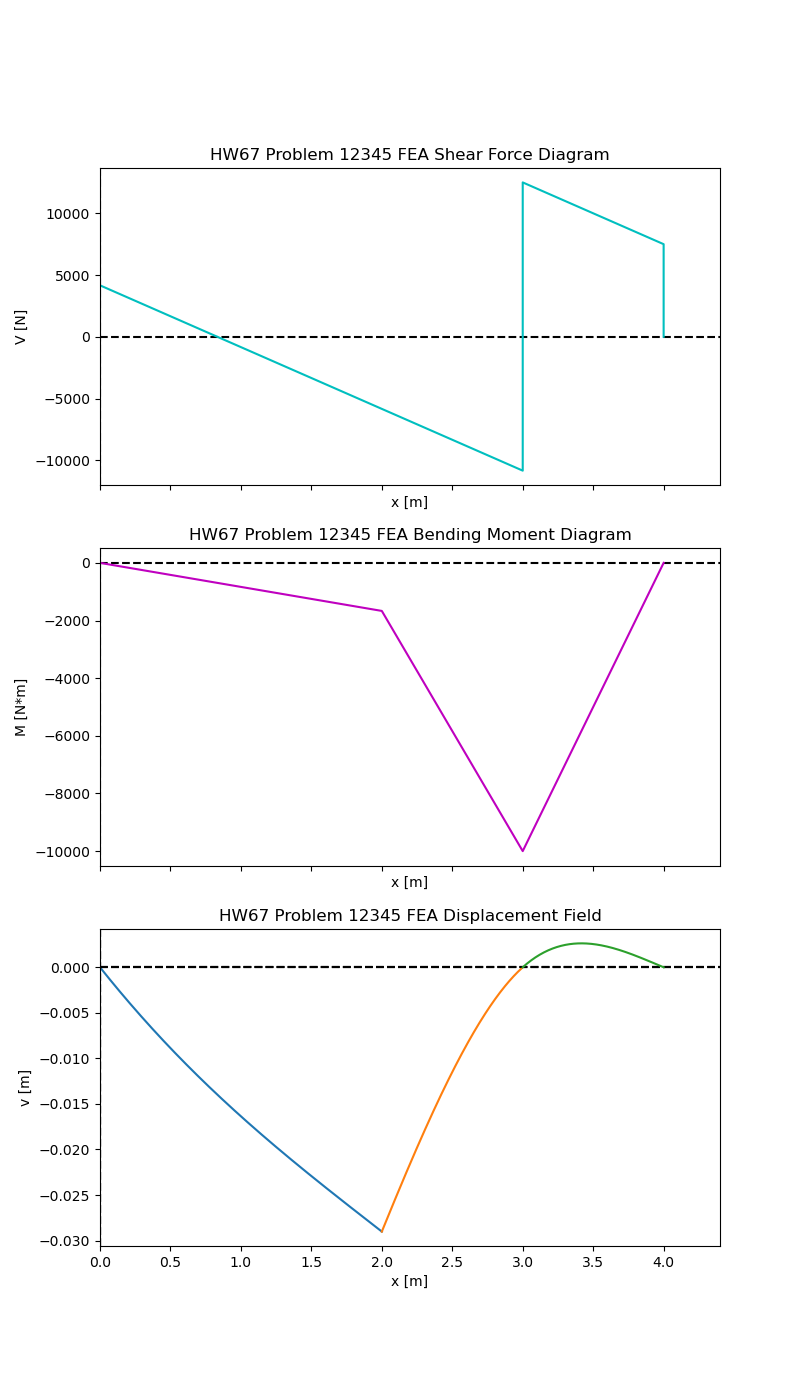 HW67 Problem 12345 FEA Shear Force Diagram
10000
5000
0
−5000
−10000
V [N]
x [m]
HW67 Problem 12345 FEA Bending Moment Diagram
0
−2000
−4000
−6000
−8000
−10000
M [N*m]
x [m]
HW67 Problem 12345 FEA Displacement Field
0.000
−0.005
−0.010
−0.015
−0.020
−0.025
−0.030
v [m]
0.0 0.5 1.0 1.5 2.0 2.5 3.0 3.5 4.0
x [m]